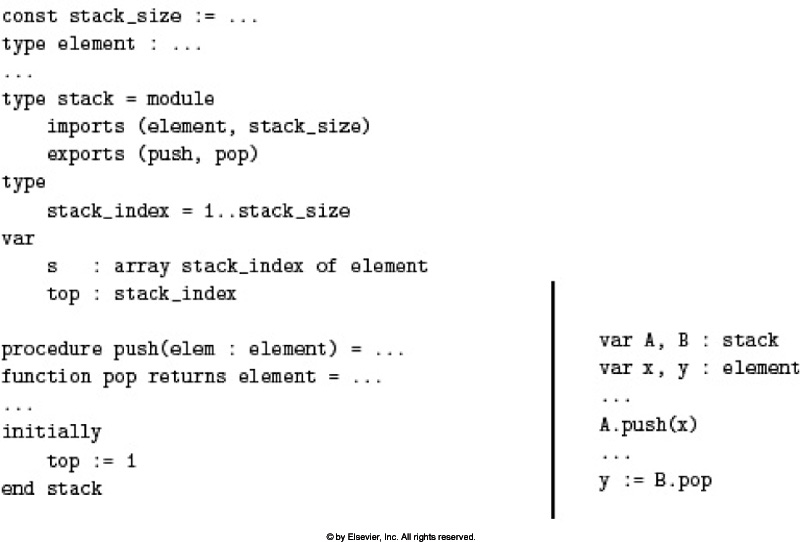 const stack_size := ...
type element : ...
...
type stack = module
    imports (element, stack_size)
    exports (push, pop)
type
    stack_index = 1..stack_size
var
    s   : array stack_index of element
    top : stack_index
procedure push(elem : element) = ...
function pop returns element = ...
...
initially
    top := 1
end stack
var A, B : stack
var x, y : element
...
A.push(x)
...
y := B.pop
© by Elsevier, Inc. All rights reserved.